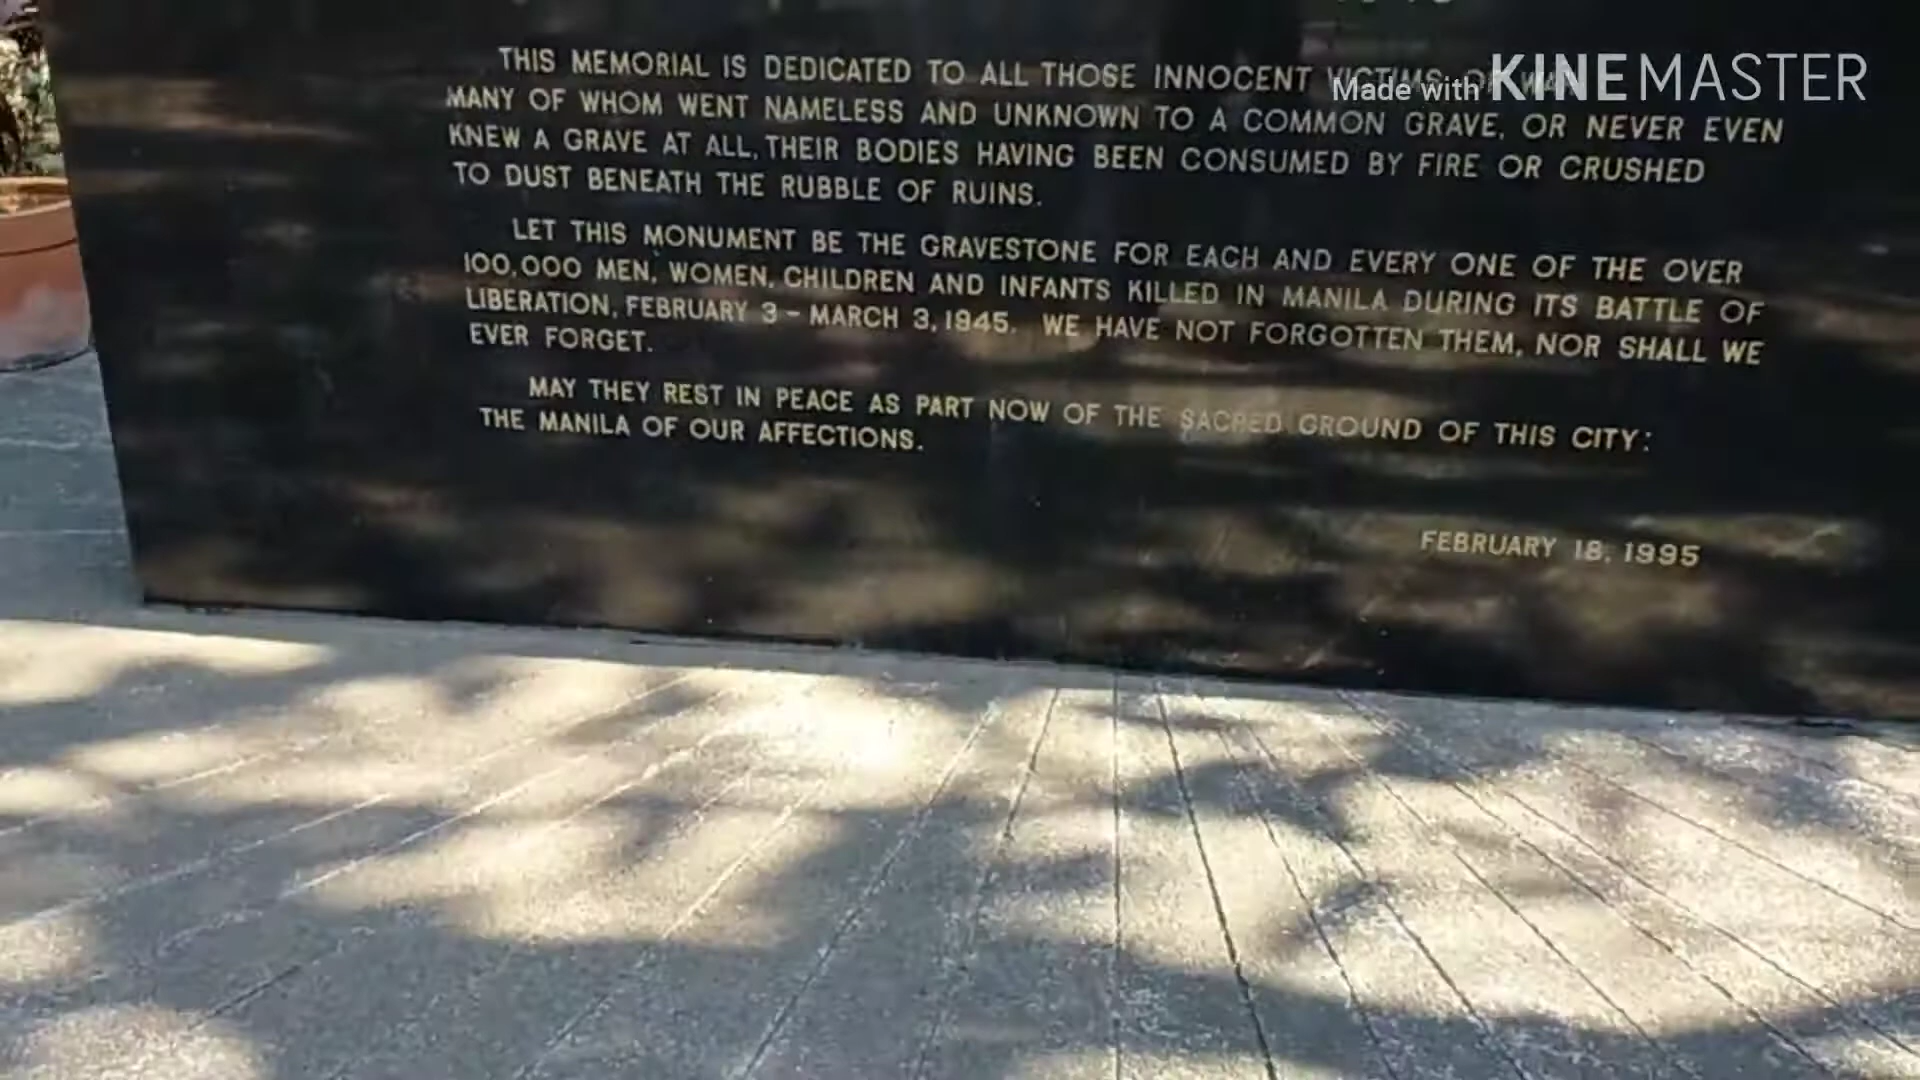 THIS MEMORIAL IS DEDICATED TO ALL THOSE INNOCENT VICTIMS OF WAR,
Made with KINEMASTER
MANY OF WHOM WENT NAMELESS AND UNKNOWN TO A COMMON GRAVE, OR NEVER EVEN
KNEW A GRAVE AT ALL, THEIR BODIES HAVING BEEN CONSUMED BY FIRE OR CRUSHED
TO DUST BENEATH THE RUBBLE OF RUINS.
LET THIS MONUMENT BE THE GRAVESTONE FOR EACH AND EVERY ONE OF THE OVER
100,000 MEN, WOMEN, CHILDREN AND INFANTS KILLED IN MANILA DURING ITS BATTLE OF
LIBERATION, FEBRUARY 3 - MARCH 3, 1945. WE HAVE NOT FORGOTTEN THEM, NOR SHALL WE
EVER FORGET.
MAY THEY REST IN PEACE AS PART NOW OF THE SACRED GROUND OF THIS CITY:
THE MANILA OF OUR AFFECTIONS.
FEBRUARY 18, 1995